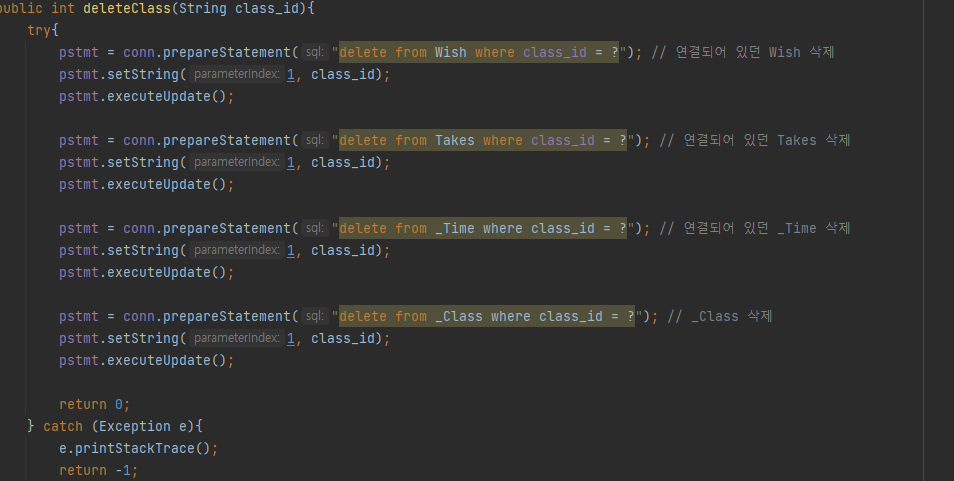 public int deleteClass(String class_id){
try{
pstmt = conn.prepareStatement( sql: "delete from Wish where class_id = ?"); // 연결되어 있던 Wish 삭제
pstmt.setString( parameterIndex: 1, class_id);
pstmt.executeUpdate();
pstmt = conn.prepareStatement( sql: "delete from Takes where class_id = ?"); // 연결되어 있던 Takes 삭제
pstmt.setString( parameterIndex: 1, class_id);
pstmt.executeUpdate();
pstmt = conn.prepareStatement( sql: "delete from _Time where class_id = ?"); // 연결되어 있던 _Time 삭제
pstmt.setString( parameterIndex: 1, class_id);
pstmt.executeUpdate();
pstmt = conn.prepareStatement( sql: "delete from _Class where class_id = ?"); // _Class 삭제
pstmt.setString( parameterIndex: 1, class_id);
pstmt.executeUpdate();
return 0;
} catch (Exception e){
e.printStackTrace();
return -1;